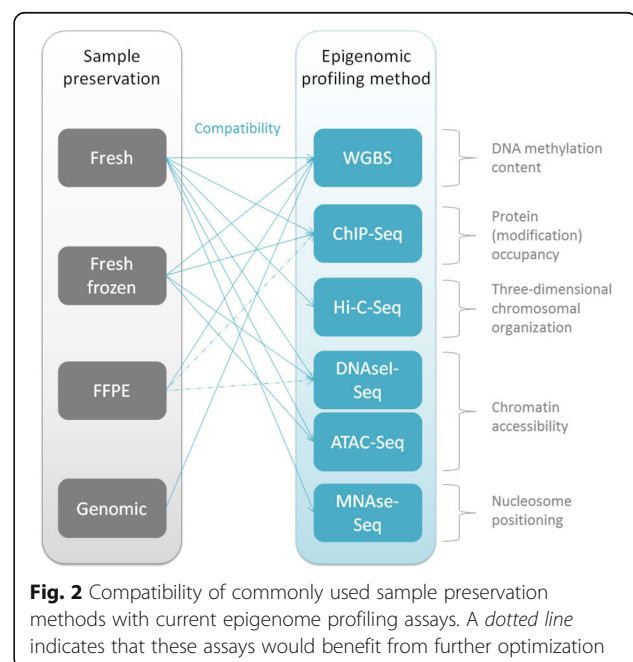 Sample
preservation
Epigenomic
profiling method
Compatibility
Fresh
WGBS
DNA methylation
content
ChIP-Seq
Protein
(modification)
occupancy
Fresh
frozen
Hi-C-Seq
Three-dimensional
chromosomal
organization
FFPE
DNAseI-
Seq
Chromatin
accessibility
ATAC-Seq
Genomic
MNAse-
Seq
Nucleosome
positioning
Fig. 2 Compatibility of commonly used sample preservation
methods with current epigenome profiling assays. A dotted line
indicates that these assays would benefit from further optimization